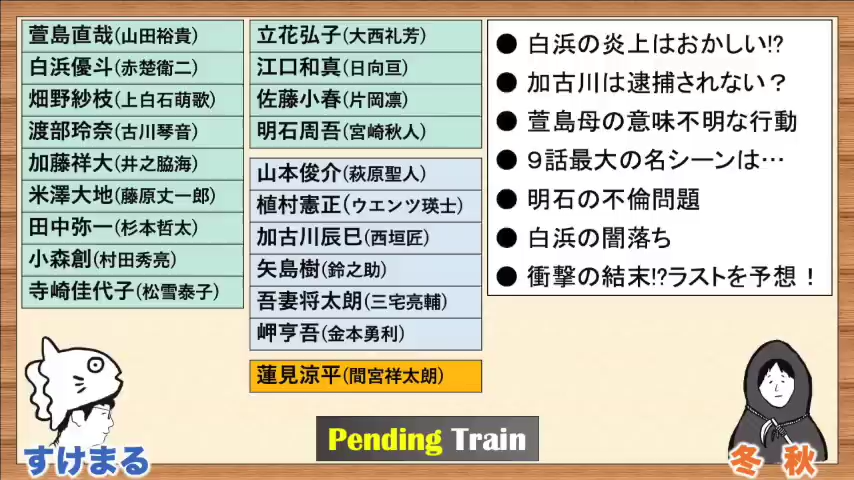 萱島直哉(山田裕貴)
白浜優斗(赤楚衛二)
畑野紗枝(上白石萌歌)
渡部玲奈(古川琴音)
加藤祥大(井之脇海)
米澤大地(藤原丈一郎)
田中弥一(杉本哲太)
小森創(村田秀亮)
寺崎佳代子(松雪泰子)
立花弘子(大西礼芳)
江口和真(日向亘)
佐藤小春(片岡凛)
明石周吾(宮崎秋人)
山本俊介(萩原聖人)
植村憲正(ウエンツ瑛士)
加古川辰巳(西垣匠)
矢島樹(鈴之助)
吾妻将太朗(三宅亮輔)
岬亨吾(金本勇利)
蓮見涼平(間宮祥太朗)
● 白浜の炎上はおかしい!?
● 加古川は逮捕されない？
● 萱島母の意味不明な行動
● ９話最大の名シーンは…
● 明石の不倫問題
● 白浜の闇落ち
● 衝撃の結末!?ラストを予想！
すけまる
Pending Train
冬 秋